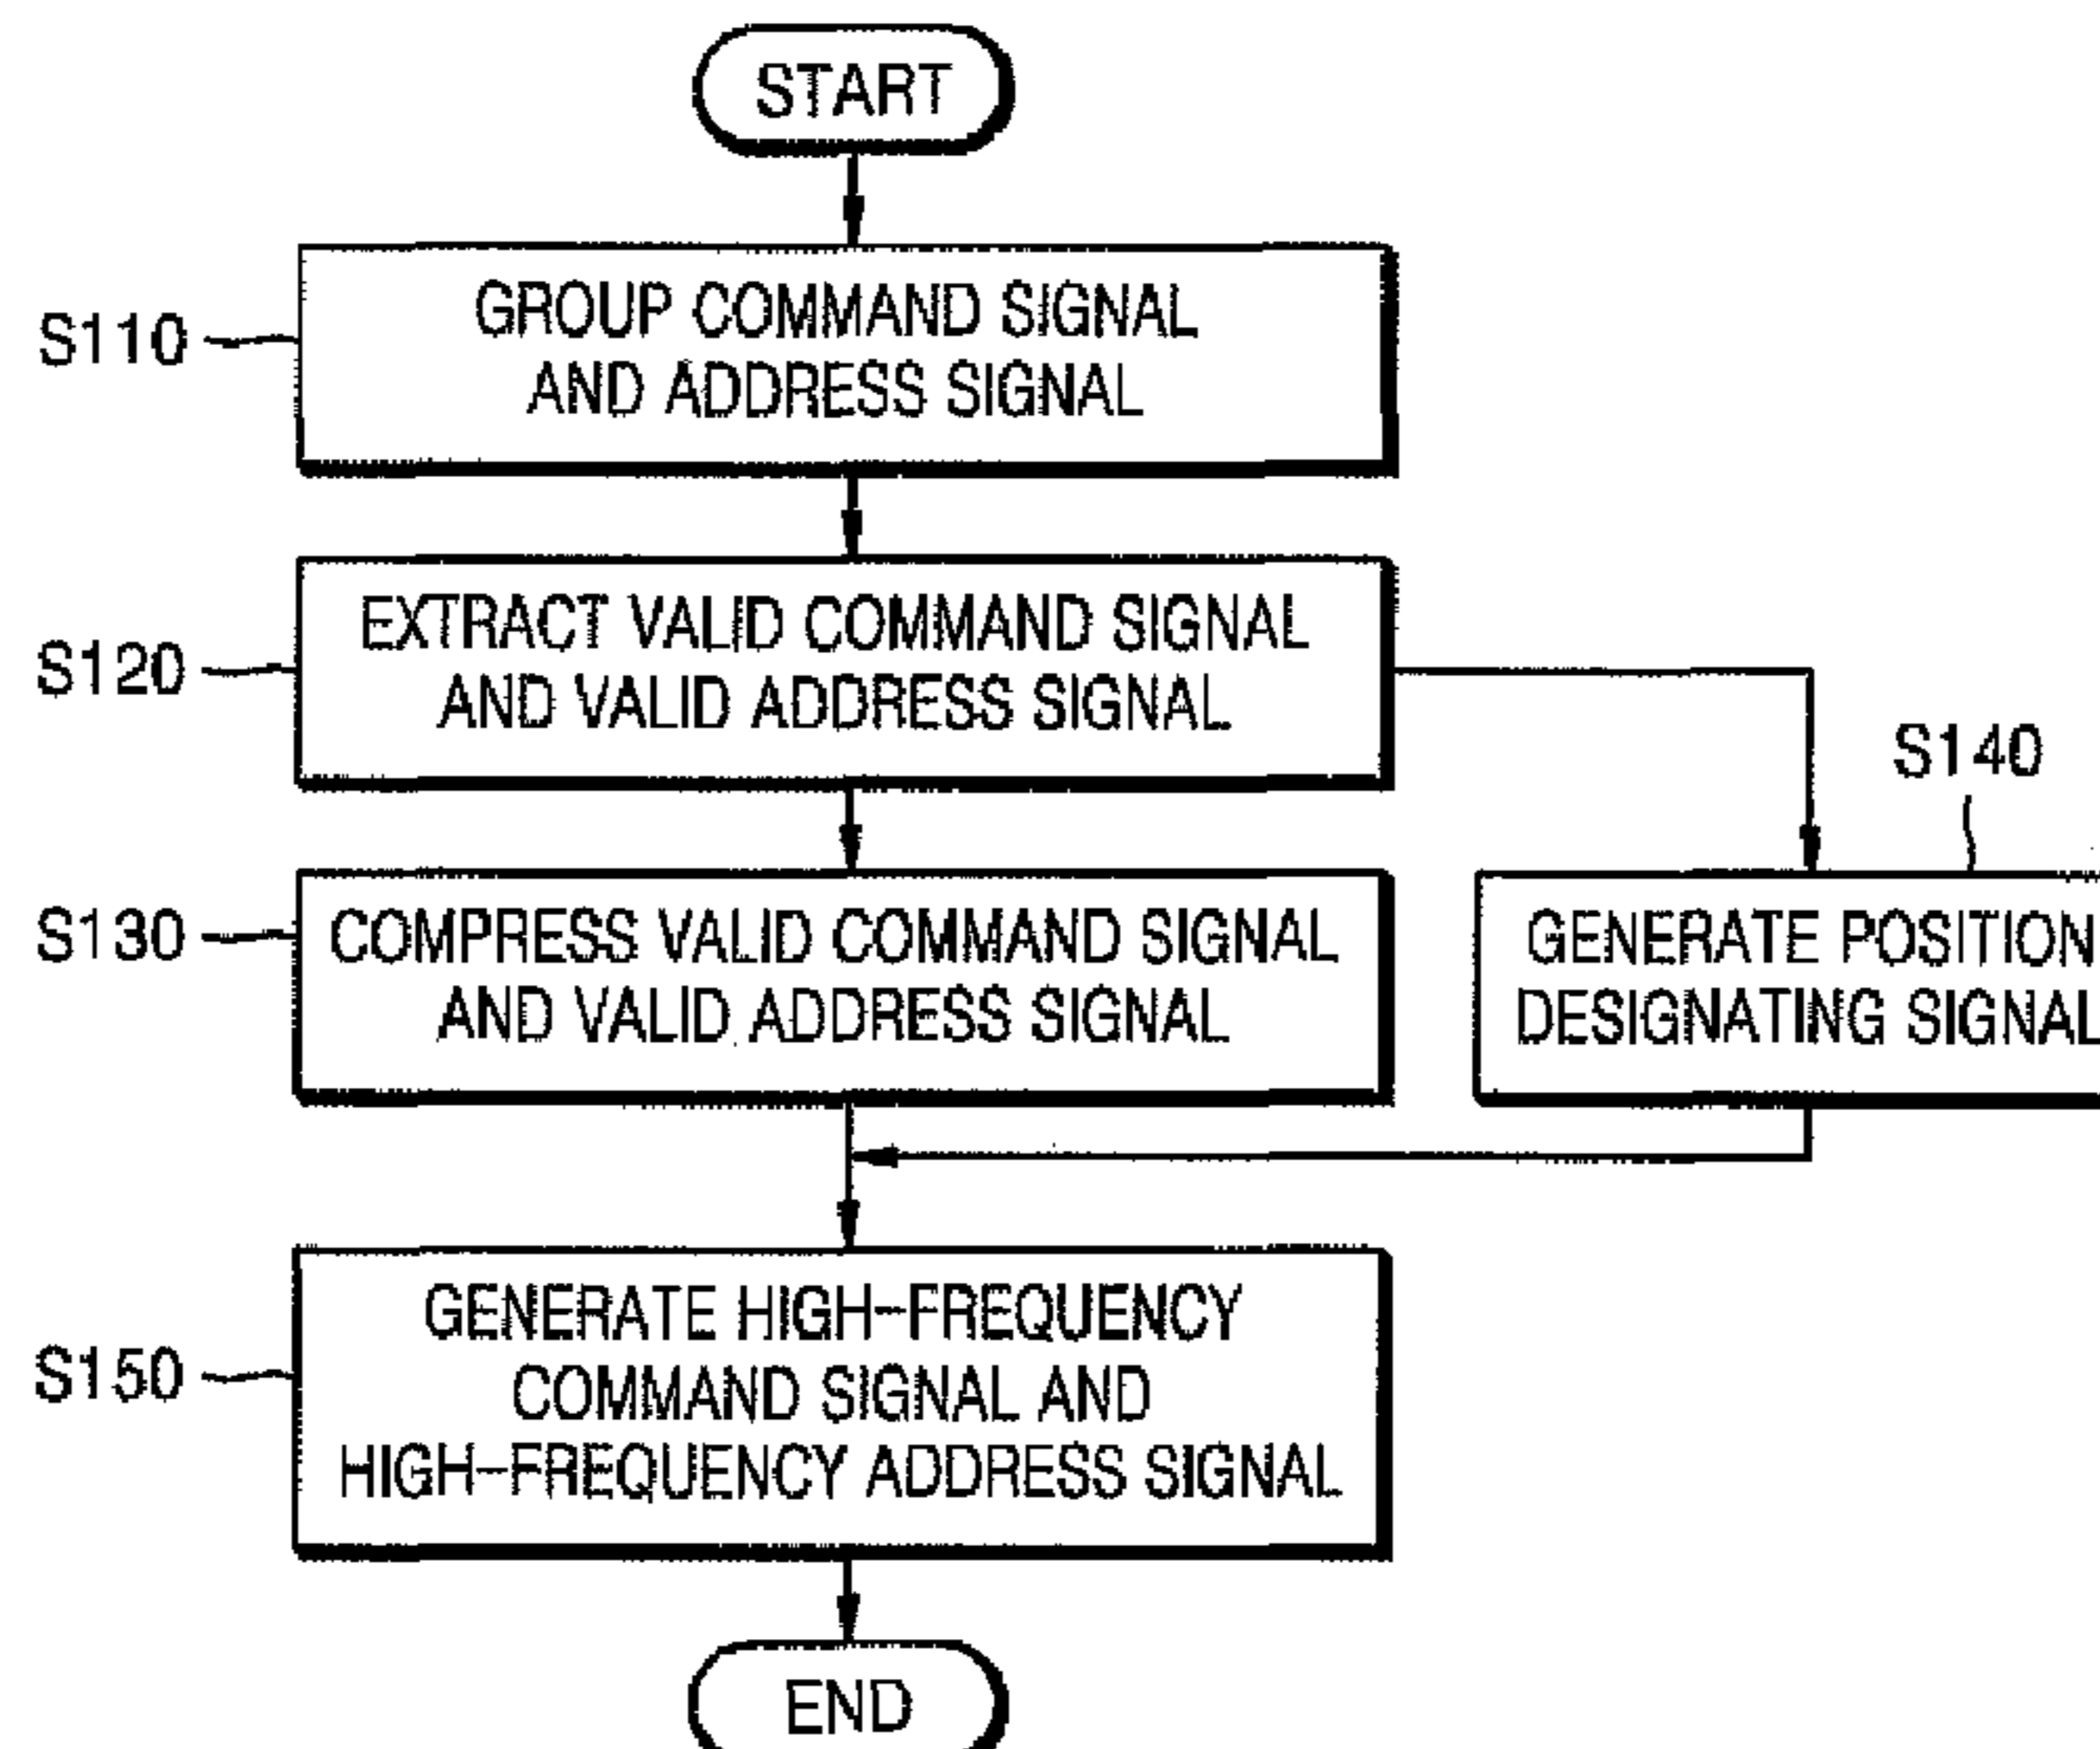 START
S110
GROUP COMMAND SIGNAL
AND ADDRESS SIGNAL
S120
EXTRACT VALID COMMAND SIGNAL
AND VALID ADDRESS SIGNAL
S140
S130
COMPRESS VALID COMMAND SIGNAL
AND VALID ADDRESS SIGNAL
GENERATE POSITION
DESIGNATING SIGNAL
S150
GENERATE HIGH-FREQUENCY
COMMAND SIGNAL AND
HIGH-FREQUENCY ADDRESS SIGNAL
END